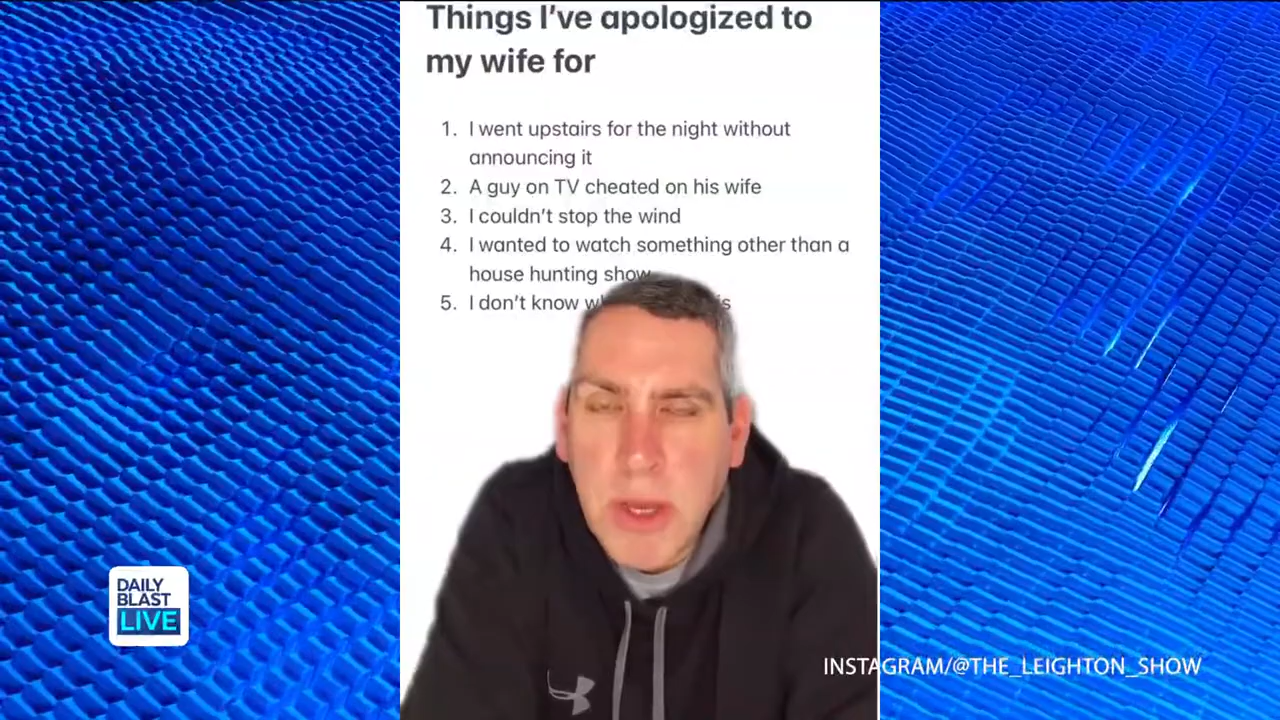 Things I've apologized to
my wife for
1. I went upstairs for the night without
announcing it
2. A guy on TV cheated on his wife
3. I couldn't stop the wind
4. I wanted to watch something other than a
house hunting show
5. I don't know is
DAILY
BLAST
LIVE
INSTAGRAM/@THE_LEIGHTON_SHOW